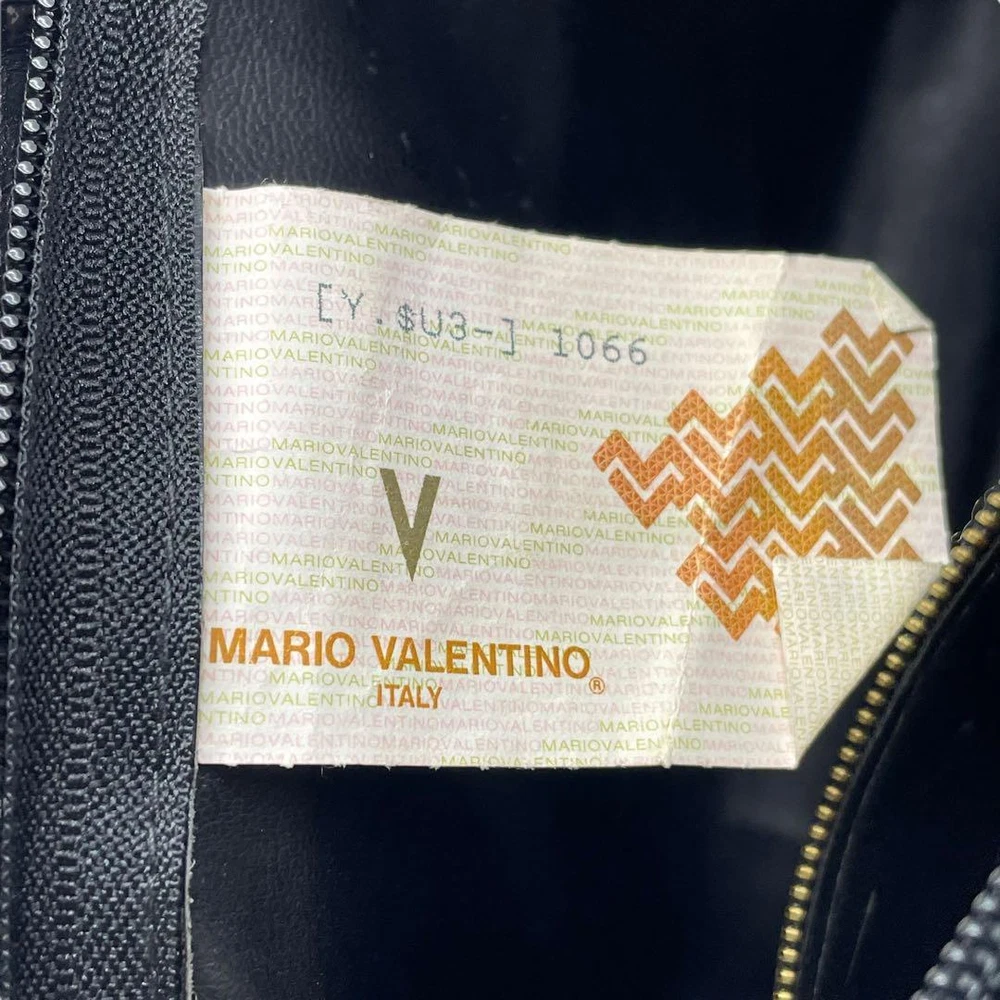 [Y.$U3-] 1066
V
MARIO VALENTINO®
ITALY